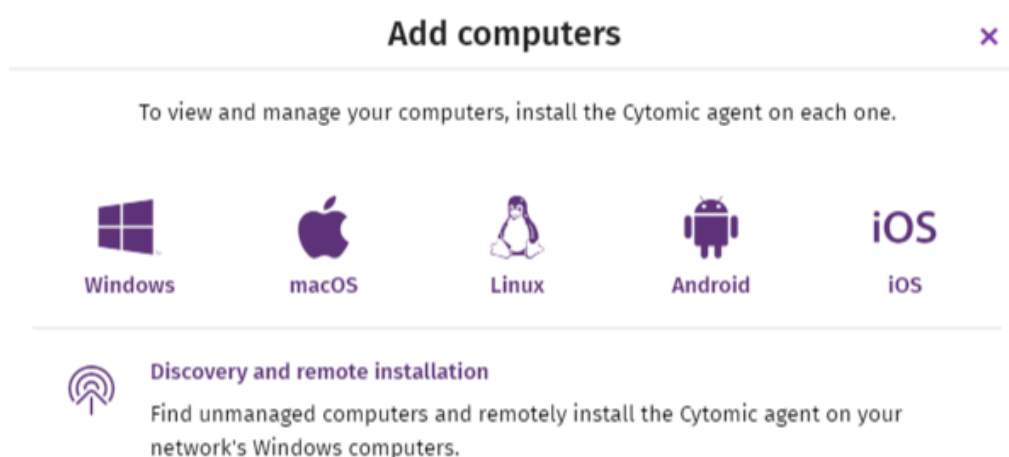 Add computers
To view and manage your computers, install the Cytomic agent on each one.
iOS
Windows macOS Linux Android iOS
Discovery and remote installation
Find unmanaged computers and remotely install the Cytomic agent on your
network's Windows computers.